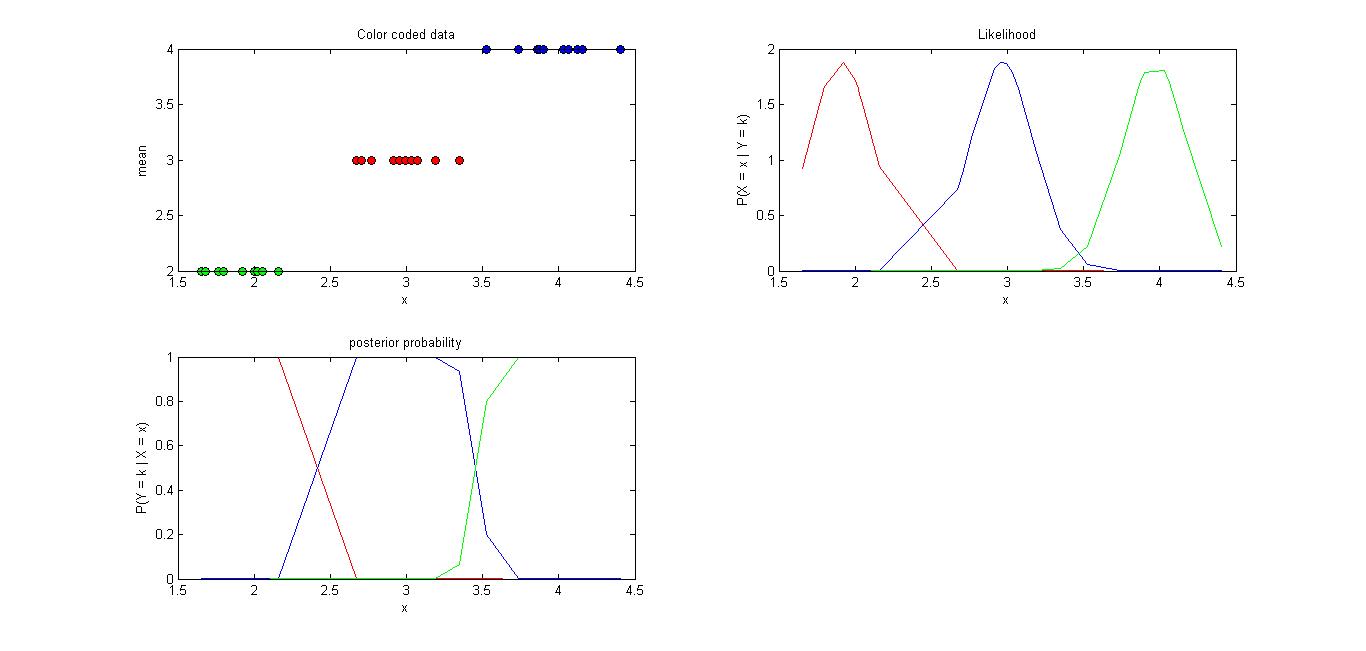 Color coded data
4
3.5
3
2.5
2
mean
1.5 2 2.5 3 3.5 4 4.5
x
Likelihood
2
1.5
1
0.5
0
P(X = x | Y = k)
1.5 2 2.5 3 3.5 4 4.5
x
posterior probability
1
0.8
0.6
0.4
0.2
0
P(Y = k | X = x)
1.5 2 2.5 3 3.5 4 4.5
x